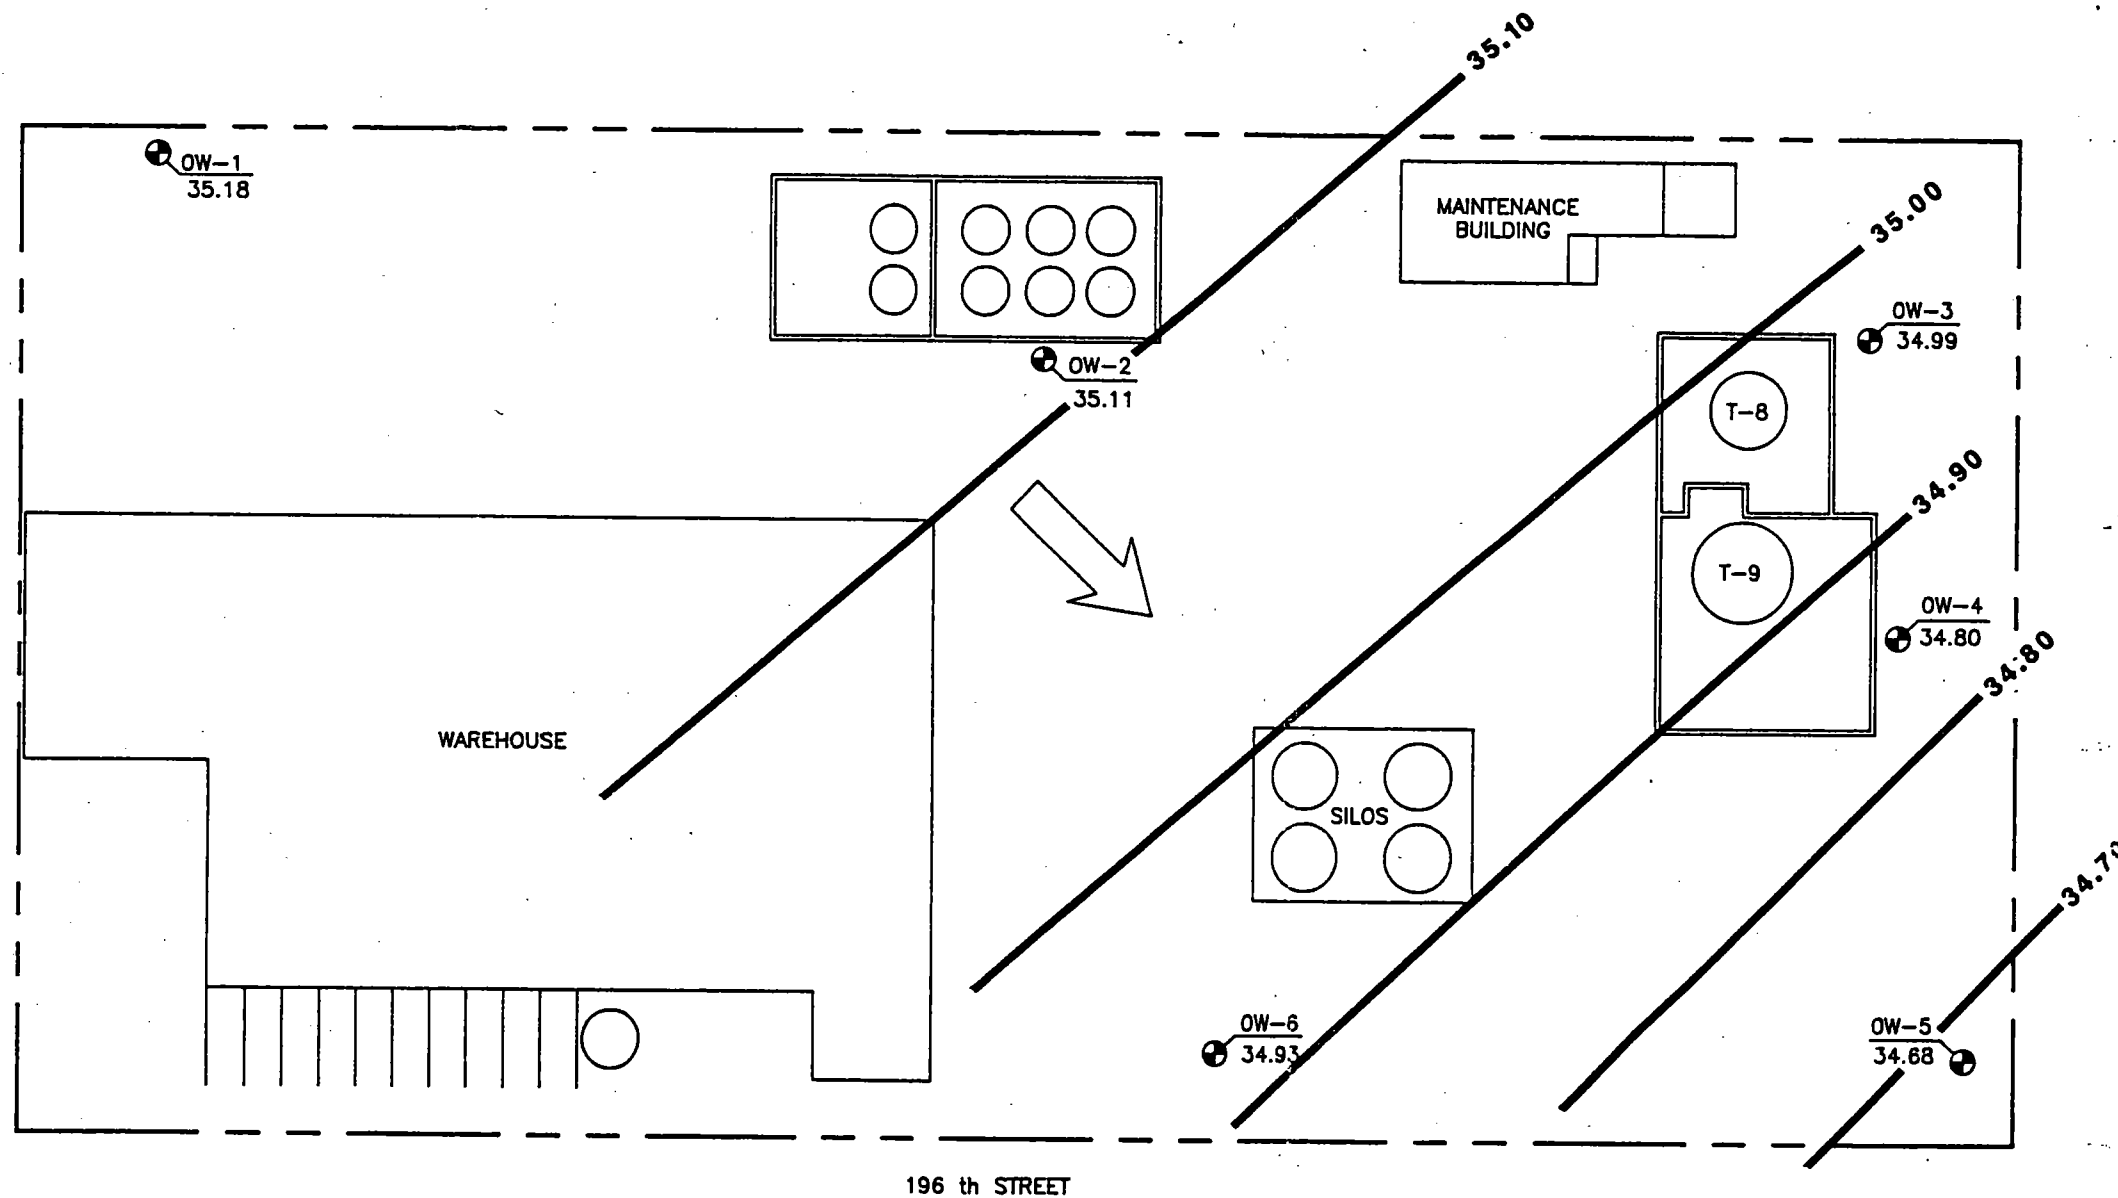 35.10
OW-1
35.18
MAINTENANCE
BUILDING
35.00
OW-3
34.99
OW-2
35.11
T-8
34.90
T-9
OW-4
34.80
34.80
WAREHOUSE
SILOS
34.70
OW-6
34.93
OW-5
34.68
196 th STREET